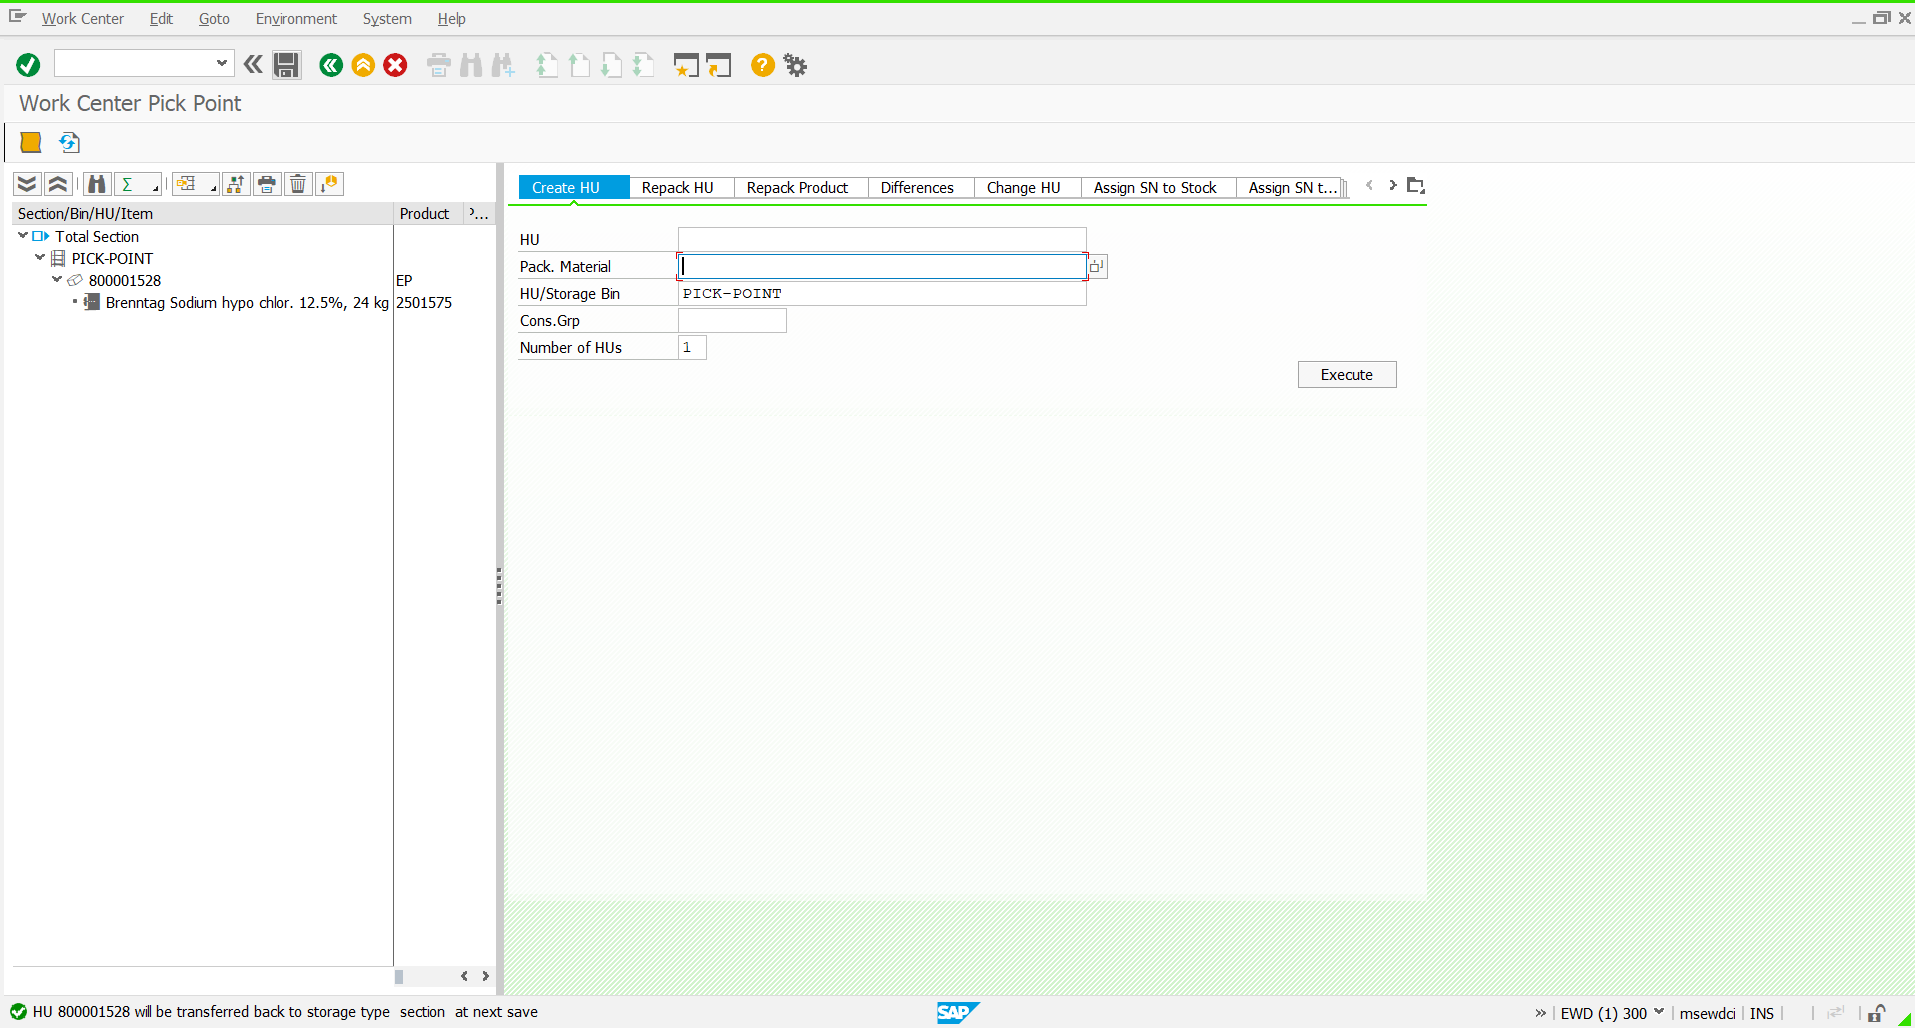 Work Center Edit Goto Environment System Help
Work Center Pick Point
Section/Bin/HU/Item Product ...
Total Section
PICK-POINT
800001528 EP
Brenntag Sodium hypo chlor. 12.5%, 24 kg 2501575
Create HU Repack HU Repack Product Differences Change HU Assign SN to Stock Assign SN t...
HU
Pack. Material
HU/Storage Bin PICK-POINT
Cons.Grp
Number of HUs 1
Execute
HU 800001528 will be transferred back to storage type section at next save
SAP
EWD (1) 300 msewdci INS